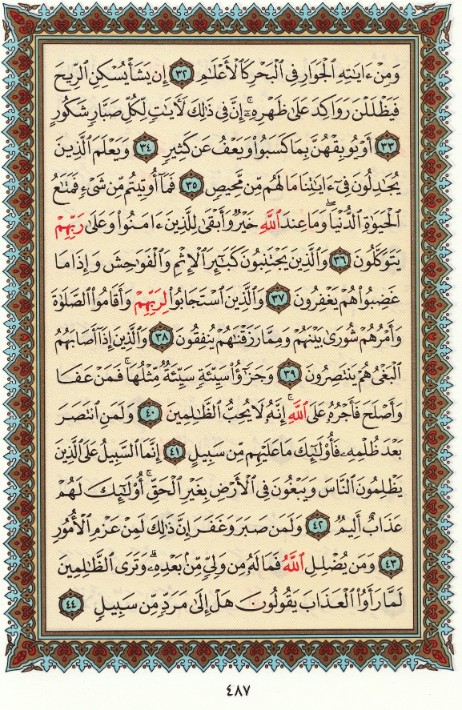 وَمِنْ ءَايَٰتِهِ ٱلْجَوَارِ فِي ٱلْبَحْرِ كَٱلْأَعْلَٰمِ ٣٢ إِن يَشَأْ يُسْكِنِ ٱلرِّيحَ
فَيَظْلَلْنَ رَوَاكِدَ عَلَىٰ ظَهْرِهِۦٓ ۚ إِنَّ فِي ذَٰلِكَ لَأٓيَٰتٍ لِّكُلِّ صَبَّارٍ شَكُورٍ
٣٣ أَوْ يُوبِقْهُنَّ بِمَا كَسَبُوا۟ وَيَعْفُ عَن كَثِيرٍ ٣٤ وَيَعْلَمَ ٱلَّذِينَ
يُجَٰدِلُونَ فِيٓ ءَايَٰتِنَا مَا لَهُم مِّن مَّحِيصٍ ٣٥ فَمَآ أُوتِيتُم مِّن شَيْءٍ فَمَتَٰعُ
ٱلْحَيَوٰةِ ٱلدُّنْيَا ۖ وَمَا عِندَ ٱللَّهِ خَيْرٌ وَأَبْقَىٰ لِلَّذِينَ ءَامَنُوا۟ وَعَلَىٰ رَبِّهِمْ
يَتَوَكَّلُونَ ٣٦ وَٱلَّذِينَ يَجْتَنِبُونَ كَبَٰٓئِرَ ٱلْإِثْمِ وَٱلْفَوَٰحِشَ وَإِذَا مَا
غَضِبُوا۟ هُمْ يَغْفِرُونَ ٣٧ وَٱلَّذِينَ ٱسْتَجَابُوا۟ لِرَبِّهِمْ وَأَقَامُوا۟ ٱلصَّلَوٰةَ
وَأَمْرُهُمْ شُورَىٰ بَيْنَهُمْ وَمِمَّا رَزَقْنَٰهُمْ يُنفِقُونَ ٣٨ وَٱلَّذِينَ إِذَآ أَصَابَهُمُ
ٱلْبَغْيُ هُمْ يَنتَصِرُونَ ٣٩ وَجَزَٰٓؤُا۟ سَيِّئَةٍ سَيِّئَةٌ مِّثْلُهَا ۖ فَمَنْ عَفَا
وَأَصْلَحَ فَأَجْرُهُۥ عَلَى ٱللَّهِ ۚ إِنَّهُۥ لَا يُحِبُّ ٱلظَّٰلِمِينَ ٤٠ وَلَمَنِ ٱنتَصَرَ
بَعْدَ ظُلْمِهِۦ فَأُو۟لَٰٓئِكَ مَا عَلَيْهِم مِّن سَبِيلٍ ٤١ إِنَّمَا ٱلسَّبِيلُ عَلَى ٱلَّذِينَ
يَظْلِمُونَ ٱلنَّاسَ وَيَبْغُونَ فِي ٱلْأَرْضِ بِغَيْرِ ٱلْحَقِّ ۚ أُو۟لَٰٓئِكَ لَهُمْ
عَذَابٌ أَلِيمٌ ٤٢ وَلَمَن صَبَرَ وَغَفَرَ إِنَّ ذَٰلِكَ لَمِنْ عَزْمِ ٱلْأُمُورِ
٤٣ وَمَن يُضْلِلِ ٱللَّهُ فَمَا لَهُۥ مِن وَلِيٍّ مِّنۢ بَعْدِهِۦ ۗ وَتَرَى ٱلظَّٰلِمِينَ
لَمَّا رَأَوُا۟ ٱلْعَذَابَ يَقُولُونَ هَلْ إِلَىٰ مَرَدٍّ مِّن سَبِيلٍ ٤٤
٤٨٧